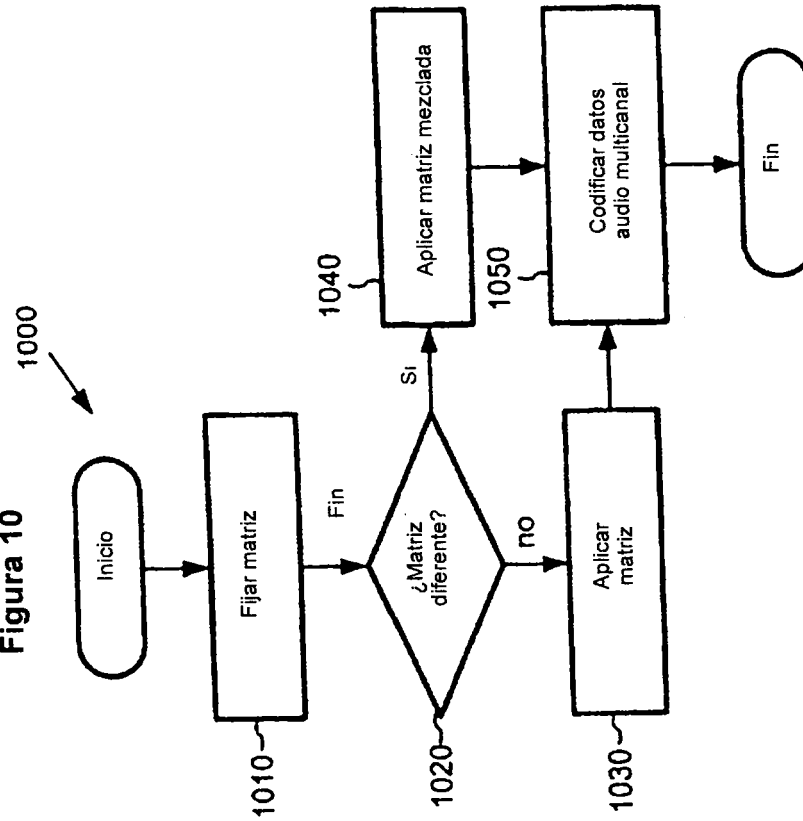 Figura 10
1000
Inicio
Fijar matriz
1010
Fin
¿Matriz
diferente?
1020
Si
no
Aplicar matriz mezclada
1040
Aplicar
matriz
1030
Codificar datos
audio multicanal
1050
Fin